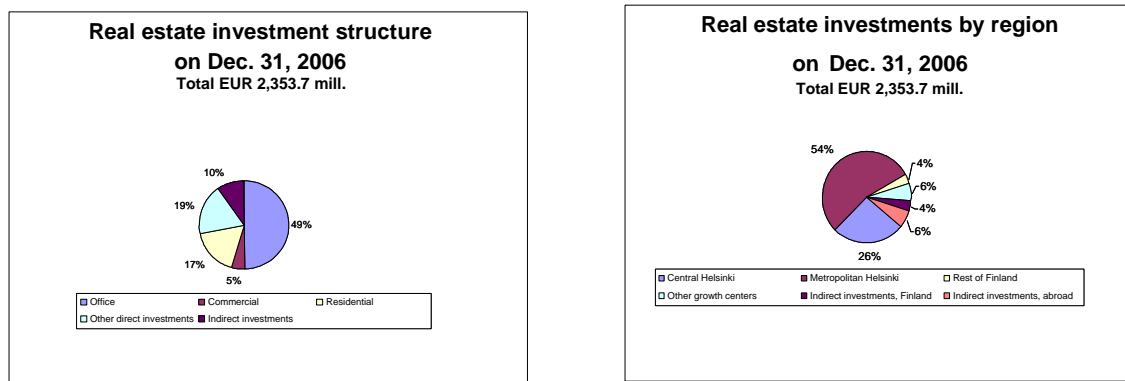 Real estate investment structure
on Dec. 31, 2006
Total EUR 2,353.7 mill.
10%
19%
49%
17%
5%
Office Commercial Residential
Other direct investments Indirect investments
Real estate investments by region
on Dec. 31, 2006
Total EUR 2,353.7 mill.
54%
4%
6%
4%
6%
26%
Central Helsinki Metropolitan Helsinki Rest of Finland
Other growth centers Indirect investments, Finland Indirect investments, abroad